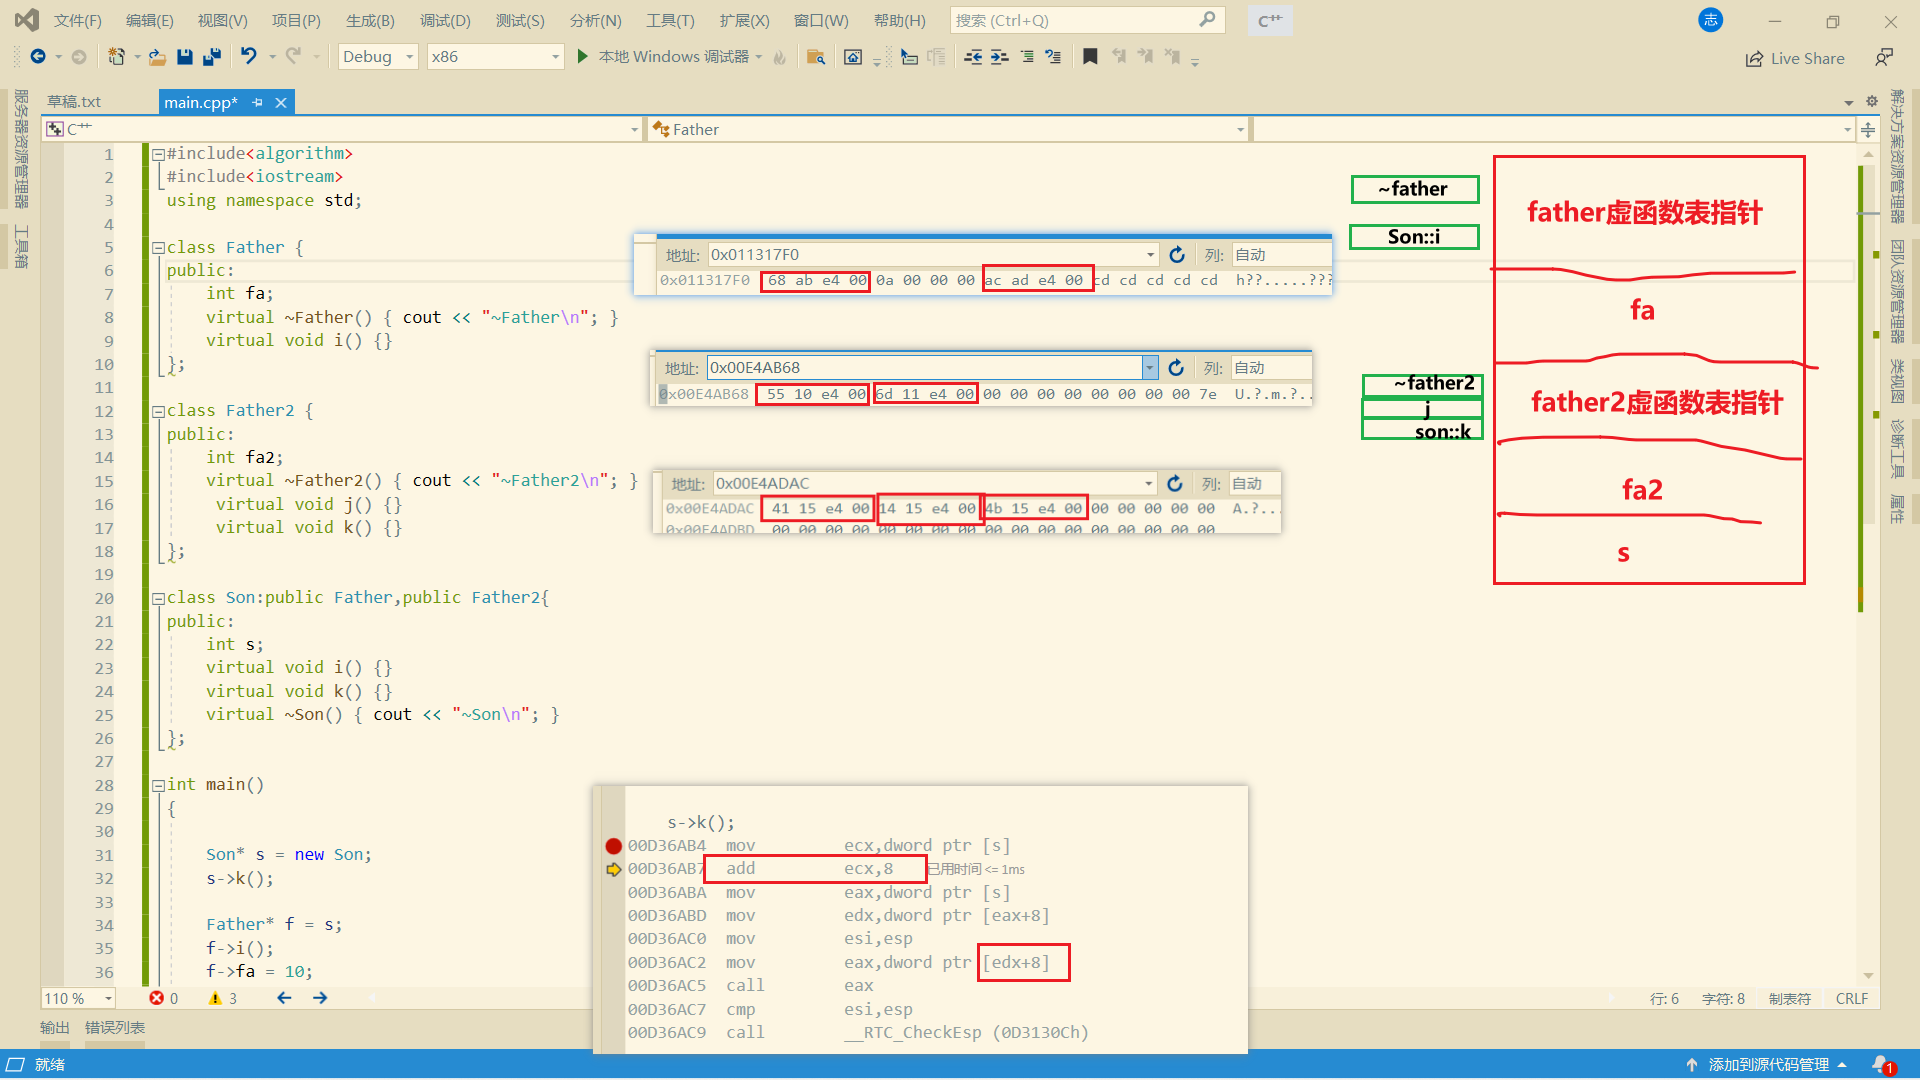 文件(F) 编辑(E) 视图(V) 项目(P) 生成(B) 调试(D) 测试(S) 分析(N) 工具(T) 扩展(X) 窗口(W) 帮助(H) 搜索 (Ctrl+Q) C++ 志
Debug x86 本地 Windows 调试器 Live Share
服务器资源管理器
工具箱
草稿.txt main.cpp*
C++ Father
1 #include<algorithm>
2 #include<iostream>
3 using namespace std;
4
5 class Father {
6 public:
7 int fa;
8 virtual ~Father() { cout << "~Father\n"; }
9 virtual void i() {}
10 };
11
12 class Father2 {
13 public:
14 int fa2;
15 virtual ~Father2() { cout << "~Father2\n"; }
16 virtual void j() {}
17 virtual void k() {}
18 };
19
20 class Son:public Father,public Father2{
21 public:
22 int s;
23 virtual void i() {}
24 virtual void k() {}
25 virtual ~Son() { cout << "~Son\n"; }
26 };
27
28 int main()
29 {
30
31 Son* s = new Son;
32 s->k();
33
34 Father* f = s;
35 f->i();
36 f->fa = 10;
地址: 0x011317F0 列: 自动
0x011317F0 68 ab e4 00 0a 00 00 00 ac ad e4 00 cd cd cd cd cd h??.....???
地址: 0x00E4AB68 列: 自动
0x00E4AB68 55 10 e4 00 6d 11 e4 00 00 00 00 00 00 00 00 00 7e U.?.m.?..
地址: 0x00E4ADAC 列: 自动
0x00E4ADAC 41 15 e4 00 14 15 e4 00 4b 15 e4 00 00 00 00 00 00 A.?...
0x00E4ADBD 00 00 00 00 00 00 00 00 00 00 00 00 00 00 00 00 00
~father
Son::i
~father2
j
son::k
father虚函数表指针
fa
father2虚函数表指针
fa2
s
s->k();
00D36AB4 mov ecx,dword ptr [s]
00D36AB7 add ecx,8 已用时间 <= 1ms
00D36ABA mov eax,dword ptr [s]
00D36ABD mov edx,dword ptr [eax+8]
00D36AC0 mov esi,esp
00D36AC2 mov eax,dword ptr [edx+8]
00D36AC5 call eax
00D36AC7 cmp esi,esp
00D36AC9 call __RTC_CheckEsp (0D3130Ch)
解决方案资源管理器
团队资源管理器
类视图
诊断工具
属性
110 % 0 3 行: 6 字符: 8 制表符 CRLF
输出 错误列表
就绪 添加到源代码管理 1